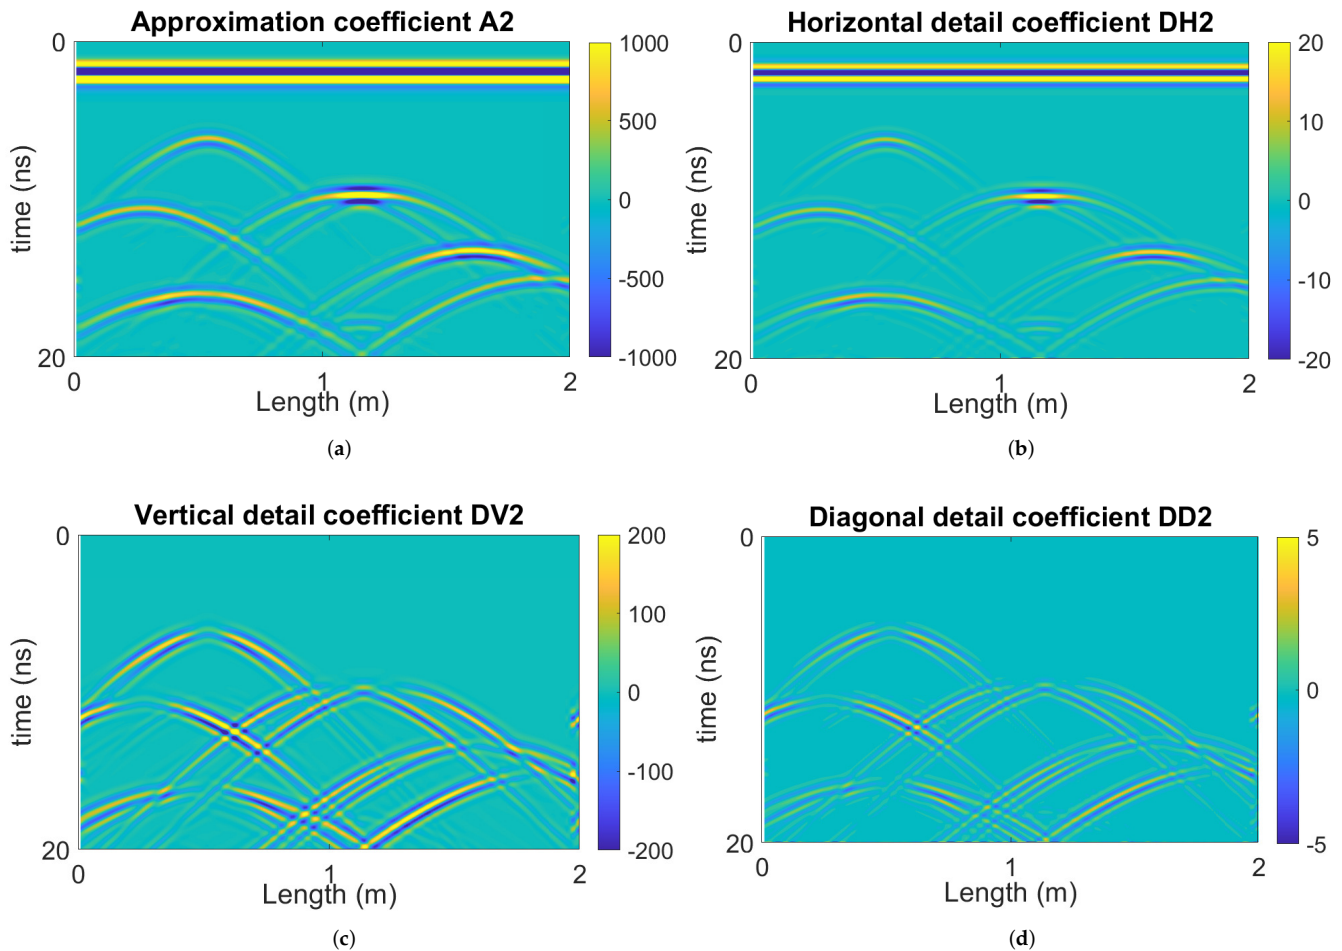 Approximation coefficient A2
0
20
time (ns)
0
1
2
Length (m)
1000
500
0
-500
-1000
(a)
Horizontal detail coefficient DH2
0
20
time (ns)
0
1
2
Length (m)
20
10
0
-10
-20
(b)
Vertical detail coefficient DV2
0
20
time (ns)
0
1
2
Length (m)
200
100
0
-100
-200
(c)
Diagonal detail coefficient DD2
0
20
time (ns)
0
1
2
Length (m)
5
0
-5
(d)